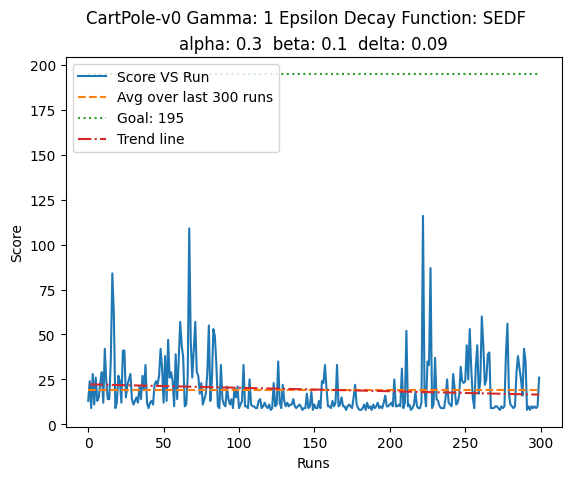 CartPole-v0 Gamma: 1 Epsilon Decay Function: SEDF
alpha: 0.3 beta: 0.1 delta: 0.09
Score VS Run
Avg over last 300 runs
Goal: 195
Trend line
200
175
150
125
100
75
50
25
0
Score
0 50 100 150 200 250 300
Runs